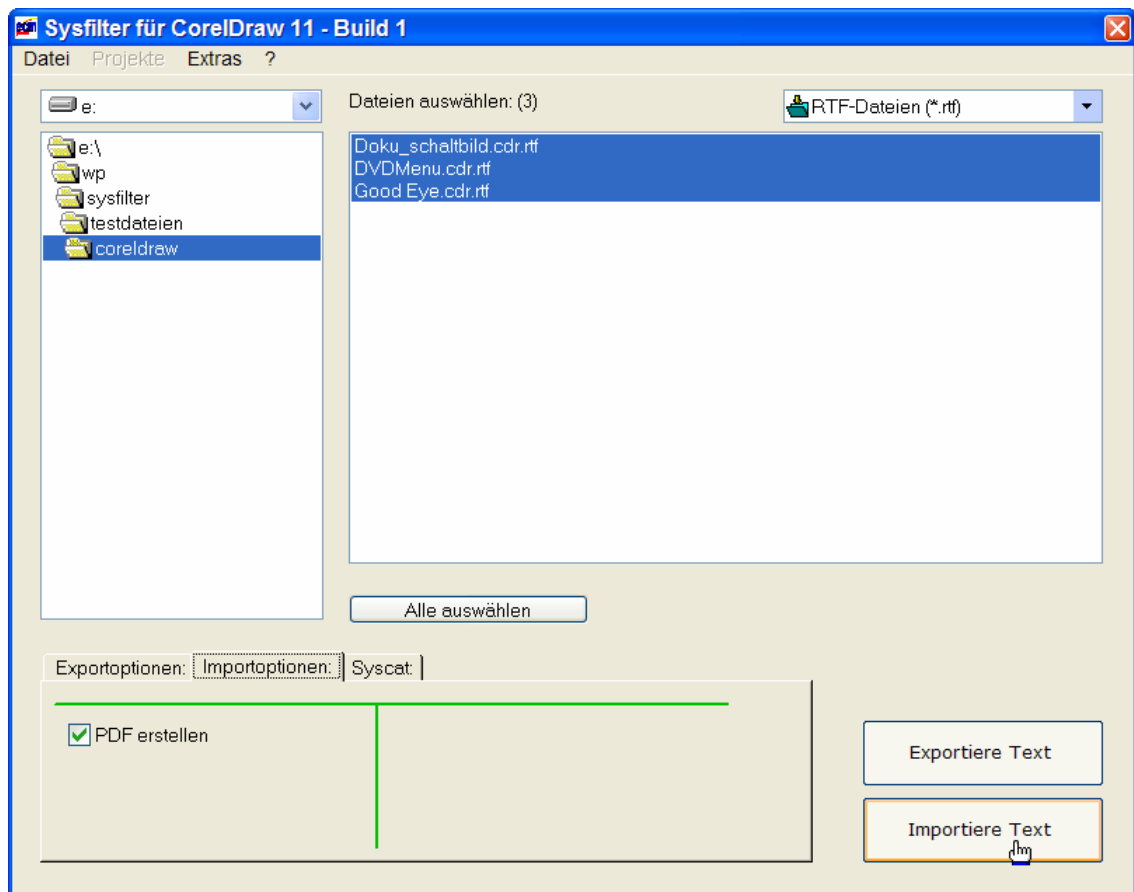 Sysfilter für CorelDraw 11 - Build 1
Datei Projekte Extras ?
e:
Dateien auswählen: (3)
RTF-Dateien (*.rtf)
e:\
wp
sysfilter
testdateien
coreldraw
Doku_schaltbild.cdr.rtf
DVDMenu.cdr.rtf
Good Eye.cdr.rtf
Alle auswählen
Exportoptionen: Importoptionen: Syscat:
PDF erstellen
Exportiere Text
Importiere Text